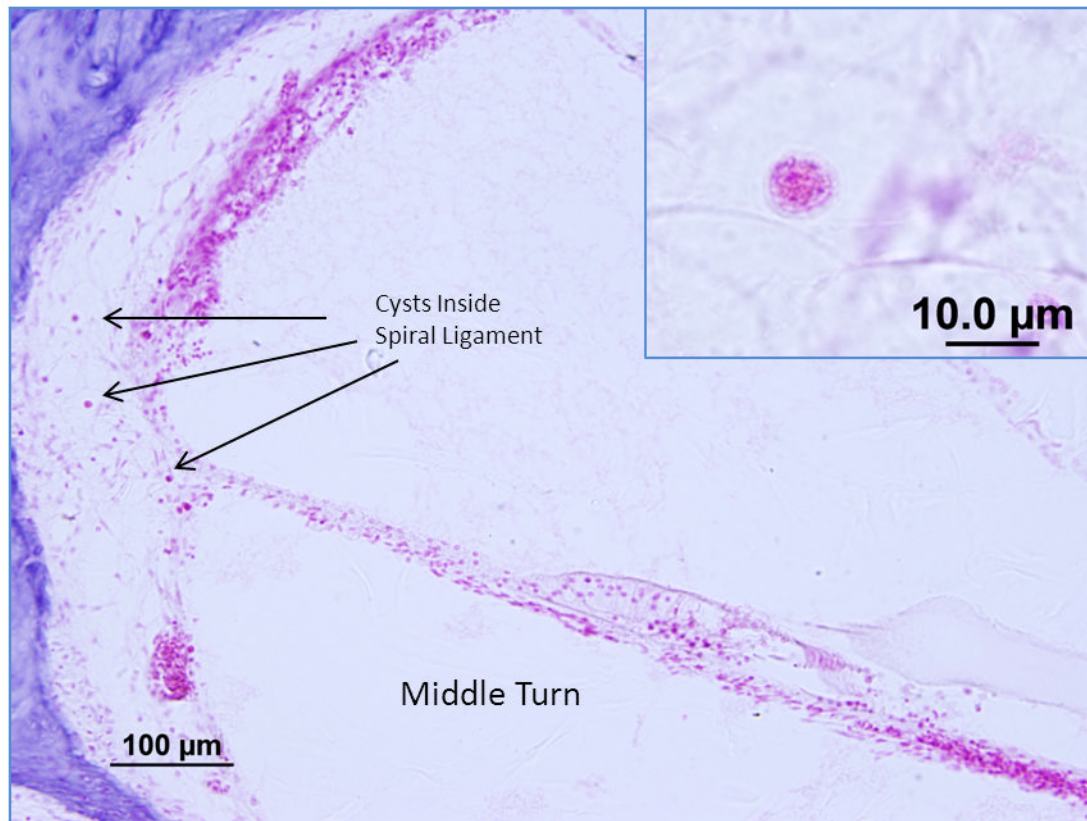 10.0 µm
Cysts Inside
Spiral Ligament
Middle Turn
100 µm